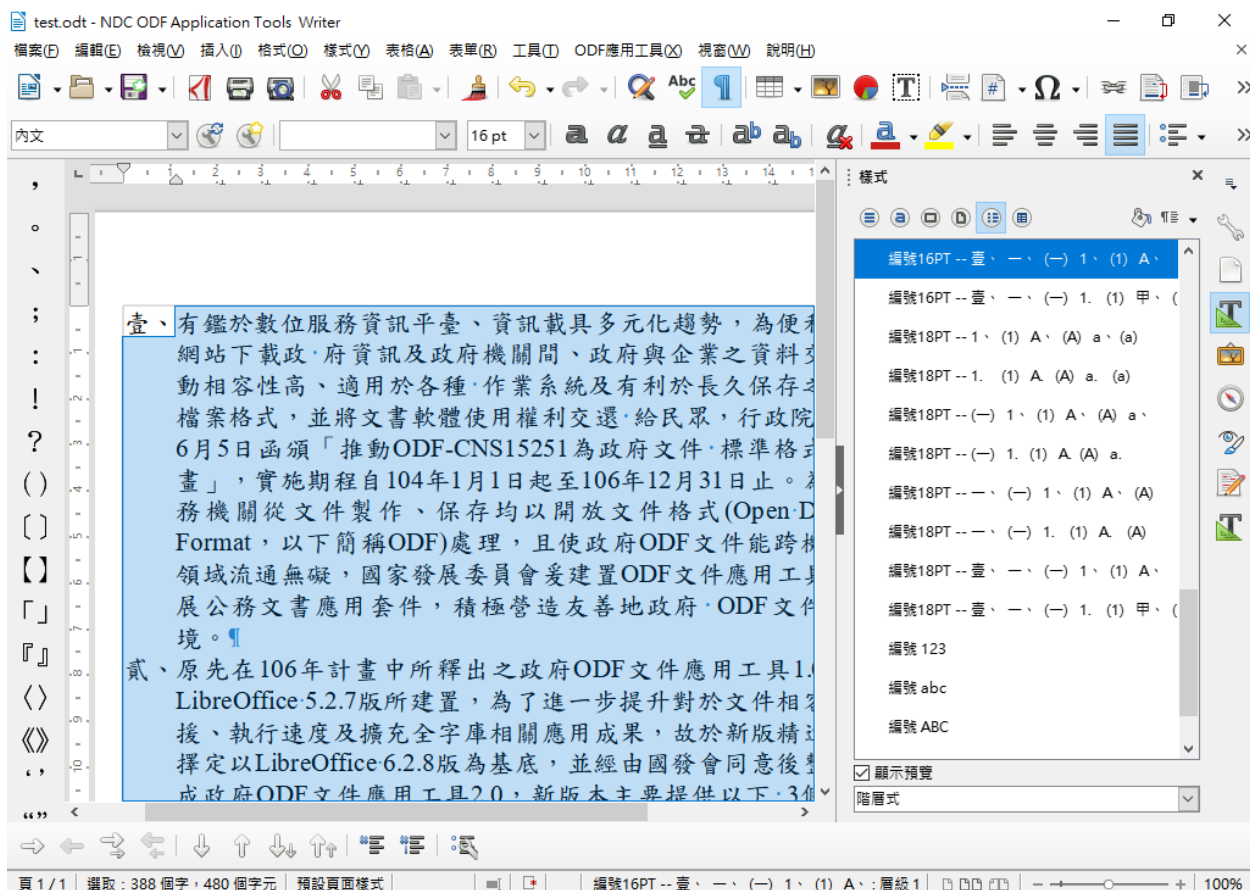 test.odt - NDC ODF Application Tools Writer
檔案(F) 編輯(E) 檢視(V) 插入(I) 格式(O) 樣式(Y) 表格(A) 表單(R) 工具(T) ODF應用工具(X) 視窗(W) 說明(H)
內文 16 pt
樣式
編號16PT -- 壹、 一、 (一) 1、 (1) A、
編號16PT -- 壹、 一、 (一) 1. (1) 甲、 (
編號18PT -- 1、 (1) A、 (A) a、 (a)
編號18PT -- 1. (1) A. (A) a. (a)
編號18PT -- (一) 1、 (1) A、 (A) a、
編號18PT -- (一) 1. (1) A. (A) a.
編號18PT -- 一、 (一) 1、 (1) A、 (A)
編號18PT -- 一、 (一) 1. (1) A. (A)
編號18PT -- 壹、 一、 (一) 1、 (1) A、
編號18PT -- 壹、 一、 (一) 1. (1) 甲、 (
編號 123
編號 abc
編號 ABC
顯示預覽
階層式
壹、有鑑於數位服務資訊平臺、資訊載具多元化趨勢，為便利
網站下載政·府資訊及政府機關間、政府與企業之資料交
動相容性高、適用於各種·作業系統及有利於長久保存之
檔案格式，並將文書軟體使用權利交還·給民眾，行政院
6月5日函頒「推動ODF-CNS15251為政府文件·標準格式
畫」，實施期程自104年1月1日起至106年12月31日止。為
務機關從文件製作、保存均以開放文件格式(Open·D
Format，以下簡稱ODF)處理，且使政府ODF文件能跨機
領域流通無礙，國家發展委員會爰建置ODF文件應用工具
展公務文書應用套件，積極營造友善地政府·ODF文件
境。¶
貳、原先在106年計畫中所釋出之政府ODF文件應用工具1.0
LibreOffice·5.2.7版所建置，為了進一步提升對於文件相容
援、執行速度及擴充全字庫相關應用成果，故於新版精進
擇定以LibreOffice·6.2.8版為基底，並經由國發會同意後整
成政府ODF文件應用工具2.0，新版本主要提供以下·3個
頁 1 / 1 選取：388 個字，480 個字元 預設頁面樣式 編號16PT -- 壹、 一、 (一) 1、 (1) A、 : 層級 1 100%